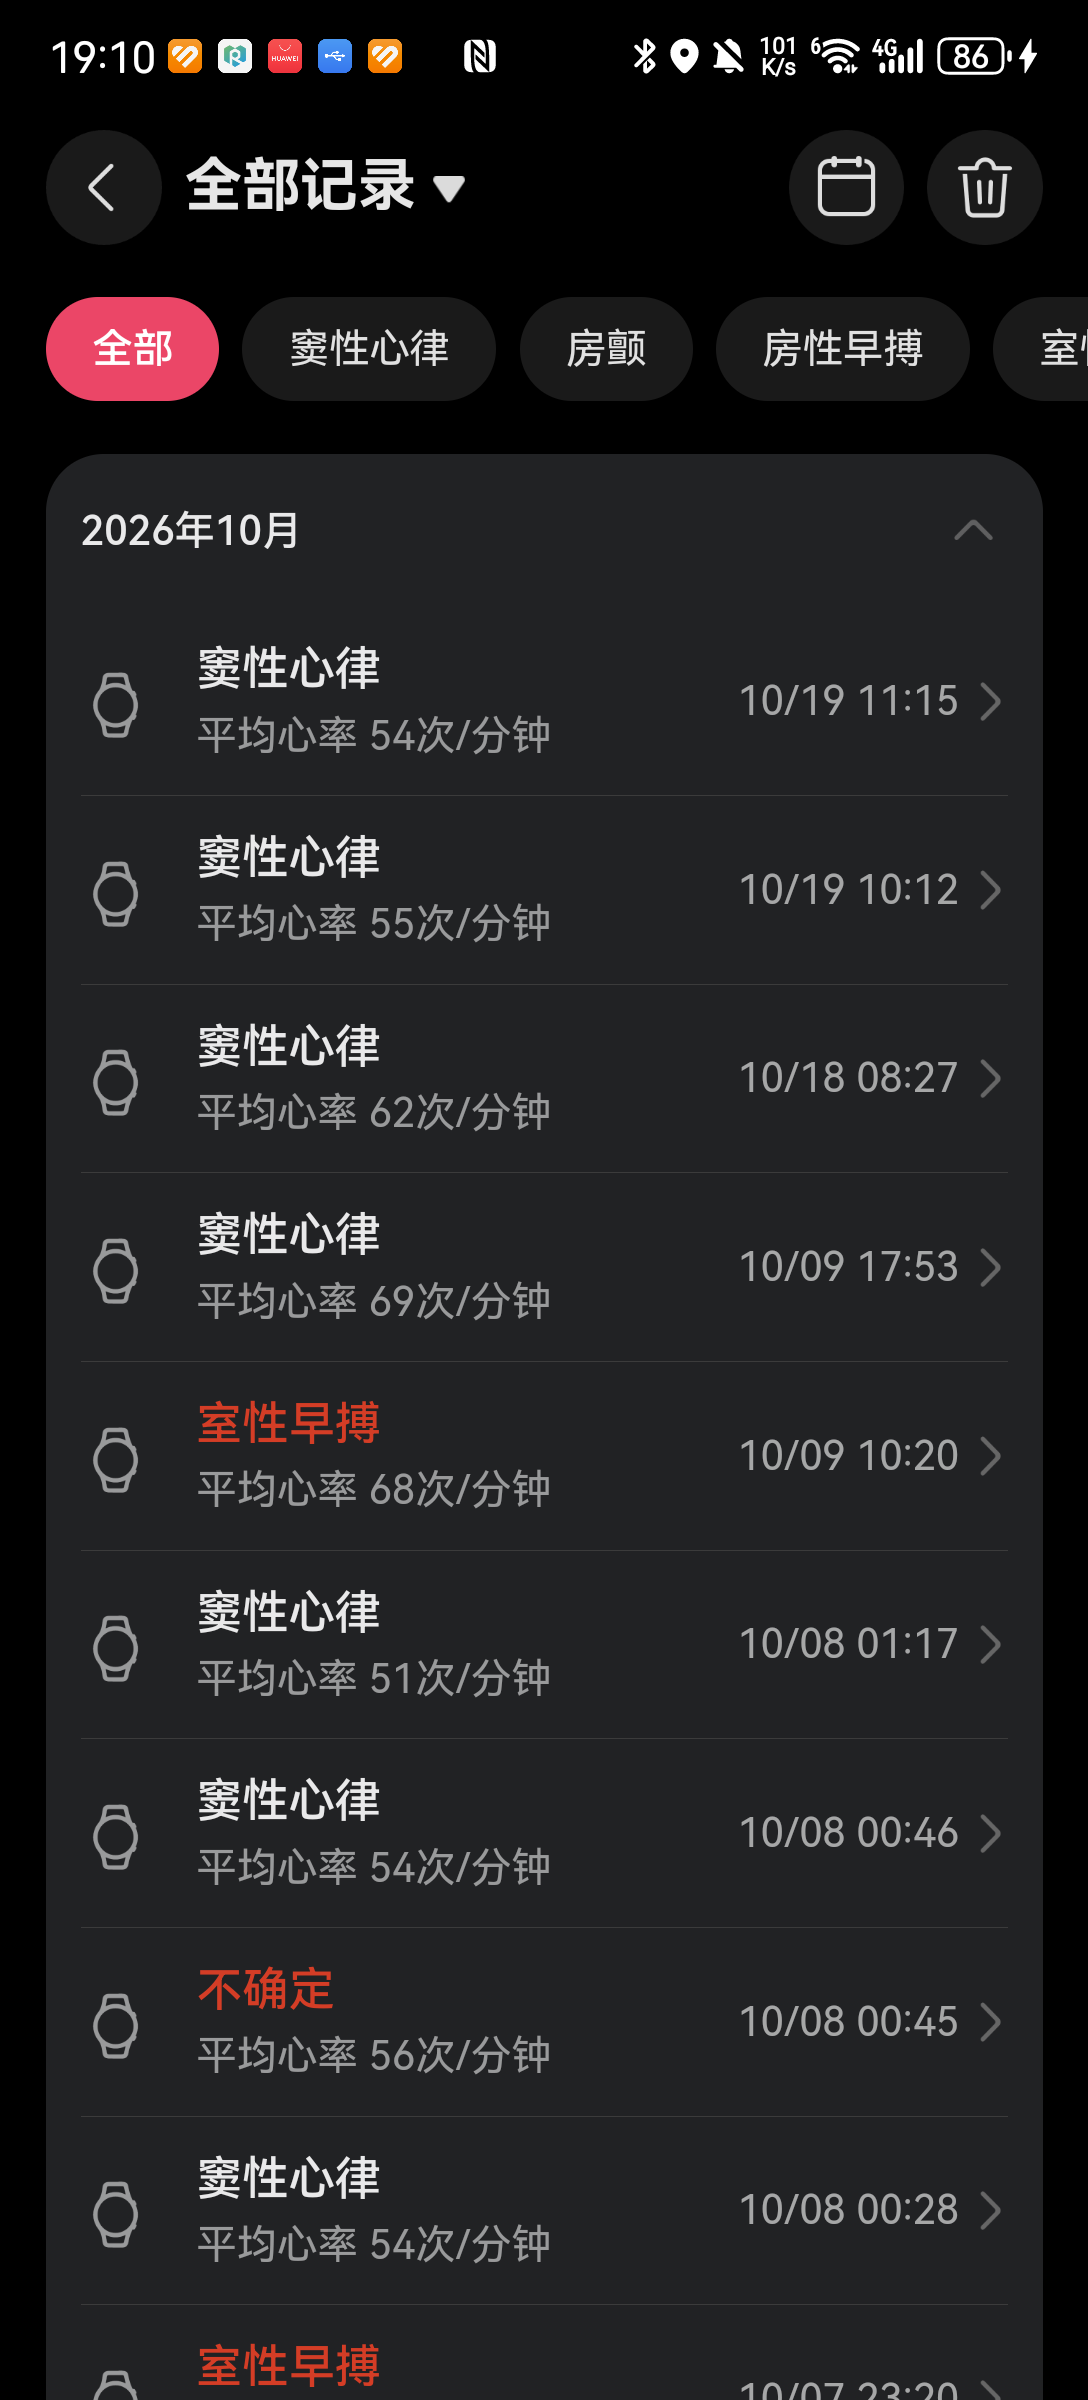 19:10
HUAWEI
101
K/s
6
4G
86
全部记录
全部
窦性心律
房颤
房性早搏
2026年10月
窦性心律
平均心率 54次/分钟
10/19 11:15
窦性心律
平均心率 55次/分钟
10/19 10:12
窦性心律
平均心率 62次/分钟
10/18 08:27
窦性心律
平均心率 69次/分钟
10/09 17:53
室性早搏
平均心率 68次/分钟
10/09 10:20
窦性心律
平均心率 51次/分钟
10/08 01:17
窦性心律
平均心率 54次/分钟
10/08 00:46
不确定
平均心率 56次/分钟
10/08 00:45
窦性心律
平均心率 54次/分钟
10/08 00:28
室性早搏
10/07 23:20